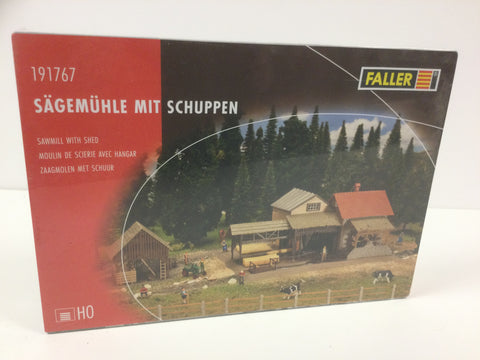 191767
FALLER
SÄGEMÜHLE MIT SCHUPPEN
SAWMILL WITH SHED
MOULIN DE SCIERIE AVEC HANGAR
ZAAGMOLEN MET SCHUUR
H0